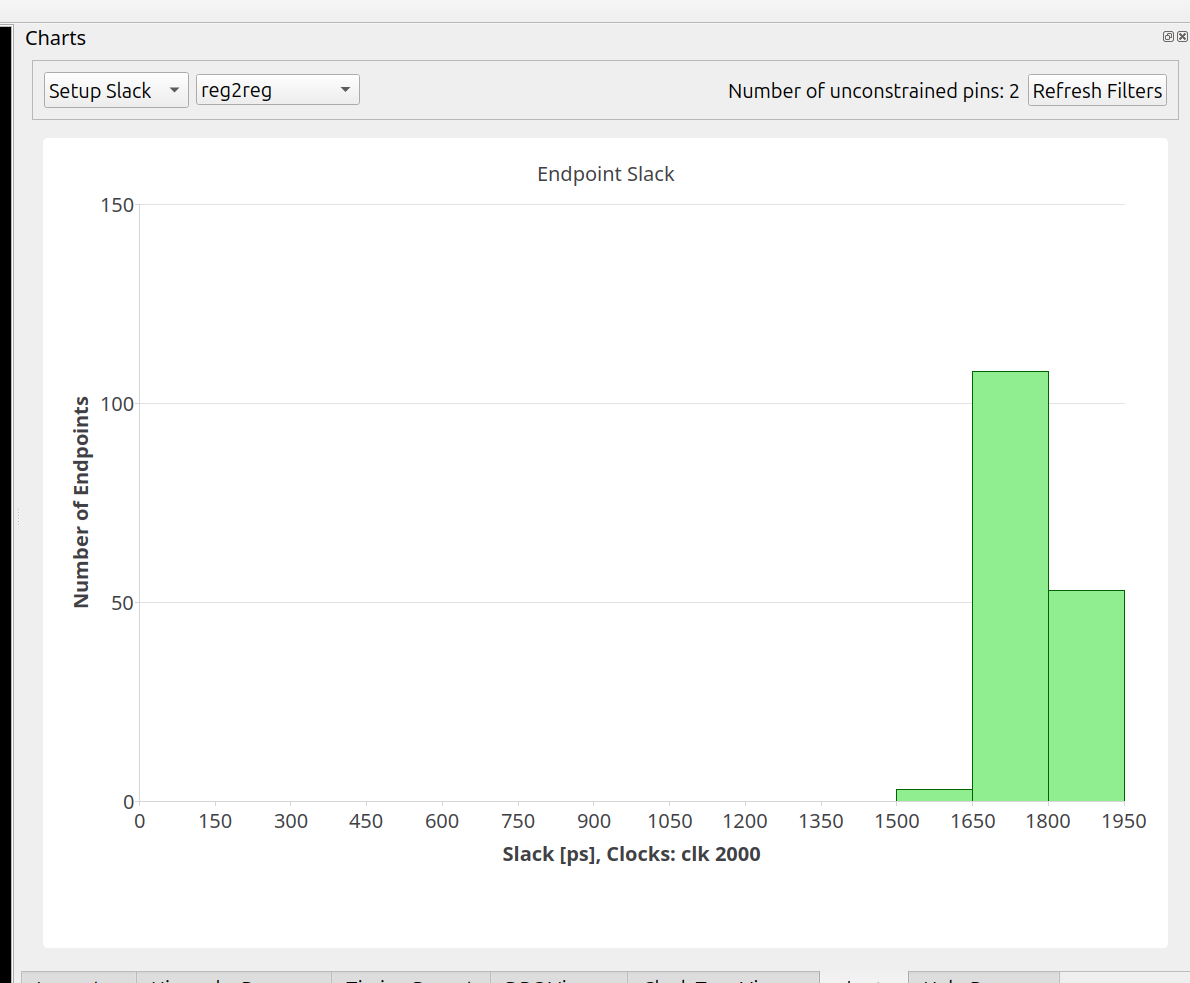 Charts
Setup Slack reg2reg Number of unconstrained pins: 2 Refresh Filters
Endpoint Slack
150
100
50
0
Number of Endpoints
0 150 300 450 600 750 900 1050 1200 1350 1500 1650 1800 1950
Slack [ps], Clocks: clk 2000